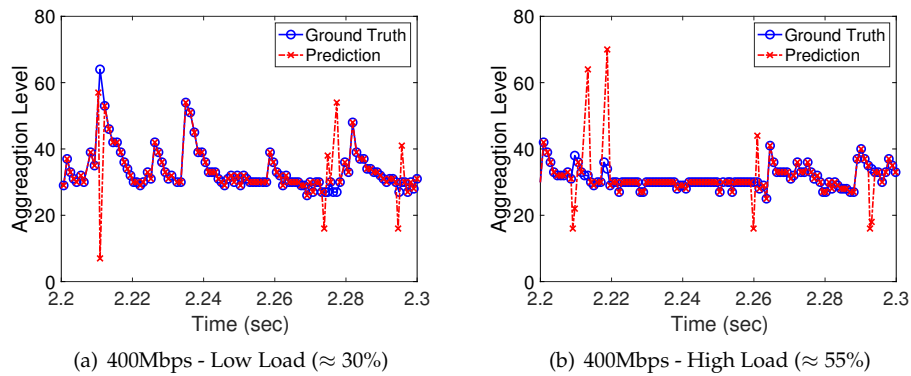 80
60
40
20
0
Aggreagtion Level
Ground Truth
Prediction
2.2
2.22
2.24
2.26
2.28
2.3
Time (sec)
(a) 400Mbps - Low Load (≈ 30%)
80
60
40
20
0
Aggreagtion Level
Ground Truth
Prediction
2.2
2.22
2.24
2.26
2.28
2.3
Time (sec)
(b) 400Mbps - High Load (≈ 55%)